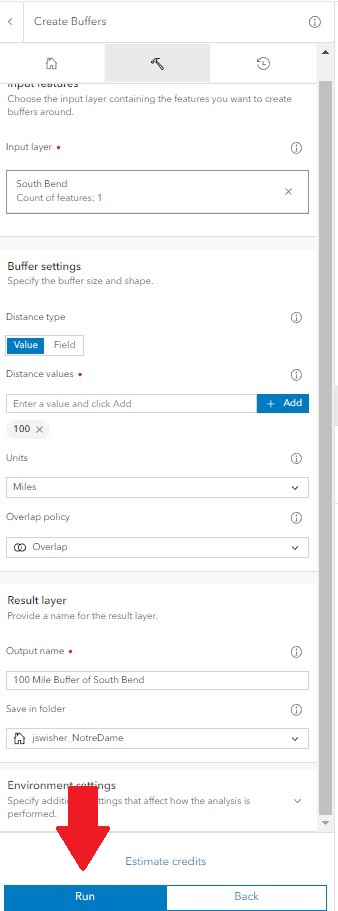 Create Buffers
Input features
Choose the input layer containing the features you want to create
buffers around.
Input layer •
South Bend
Count of features: 1
Buffer settings
Specify the buffer size and shape.
Distance type
Value Field
Distance values •
Enter a value and click Add
+ Add
100 ×
Units
Miles
Overlap policy
Overlap
Result layer
Provide a name for the result layer.
Output name •
100 Mile Buffer of South Bend
Save in folder
jswisher_NotreDame
Environment settings
Specify additional settings that affect how the analysis is
performed.
Estimate credits
Run Back